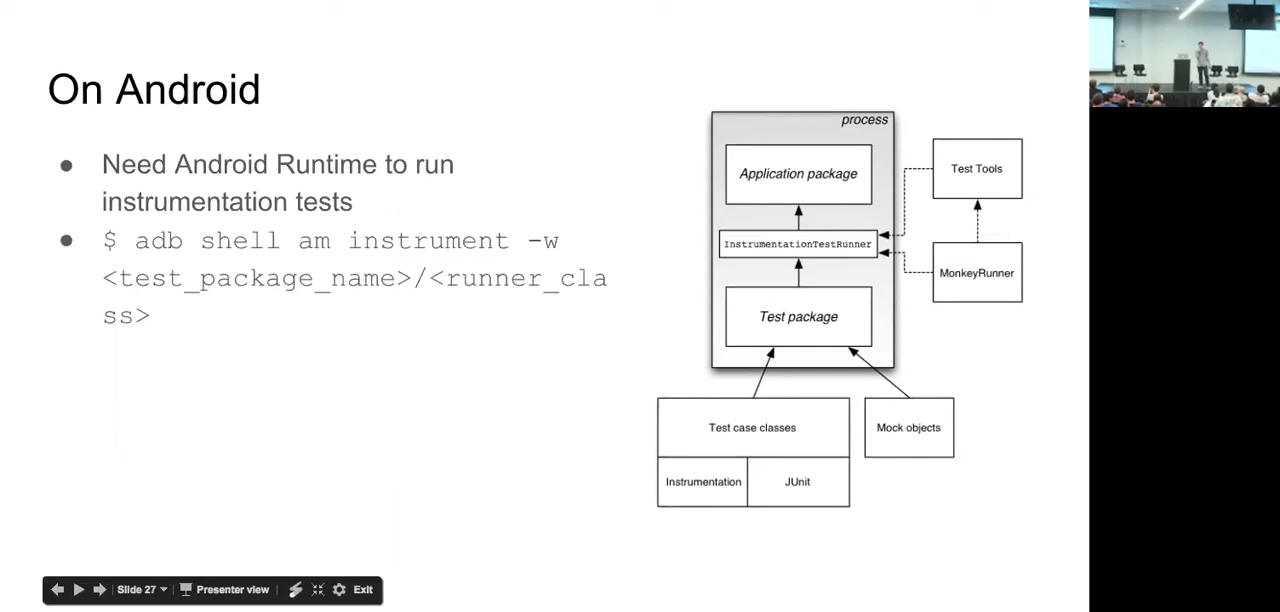 On Android
● Need Android Runtime to run
instrumentation tests
● $ adb shell am instrument -w
<test_package_name>/<runner_cla
ss>
process
Application package
InstrumentationTestRunner
Test package
Test Tools
MonkeyRunner
Test case classes
Mock objects
Instrumentation
JUnit
Slide 27
Presenter view
Exit